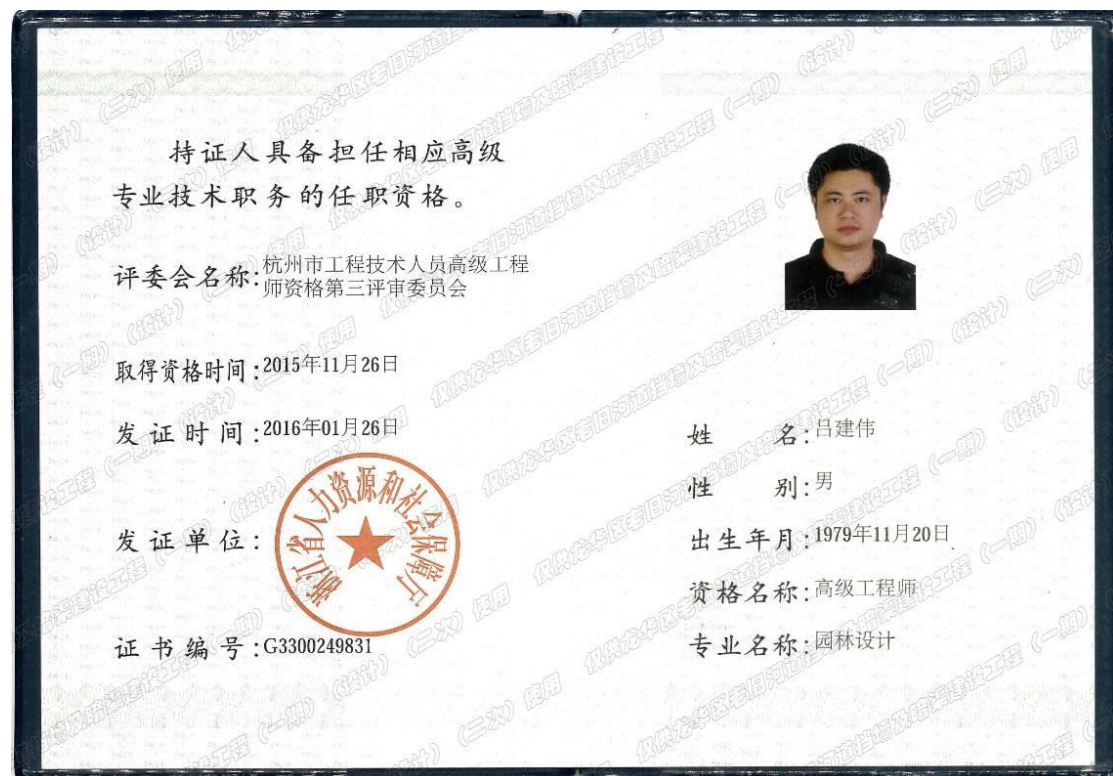 持证人具备担任相应高级
专业技术职务的任职资格。
评委会名称:杭州市工程技术人员高级工程
师资格第三评审委员会
取得资格时间:2015年11月26日
发证时间:2016年01月26日
发证单位:
浙江省人力资源和社会保障厅
证书编号:G3300249831
姓名:吕建伟
性别:男
出生年月:1979年11月20日
资格名称:高级工程师
专业名称:园林设计
仅供龙华区老旧河道挡墙及暗渠重建设工程(一期)(设计)(二次)使用